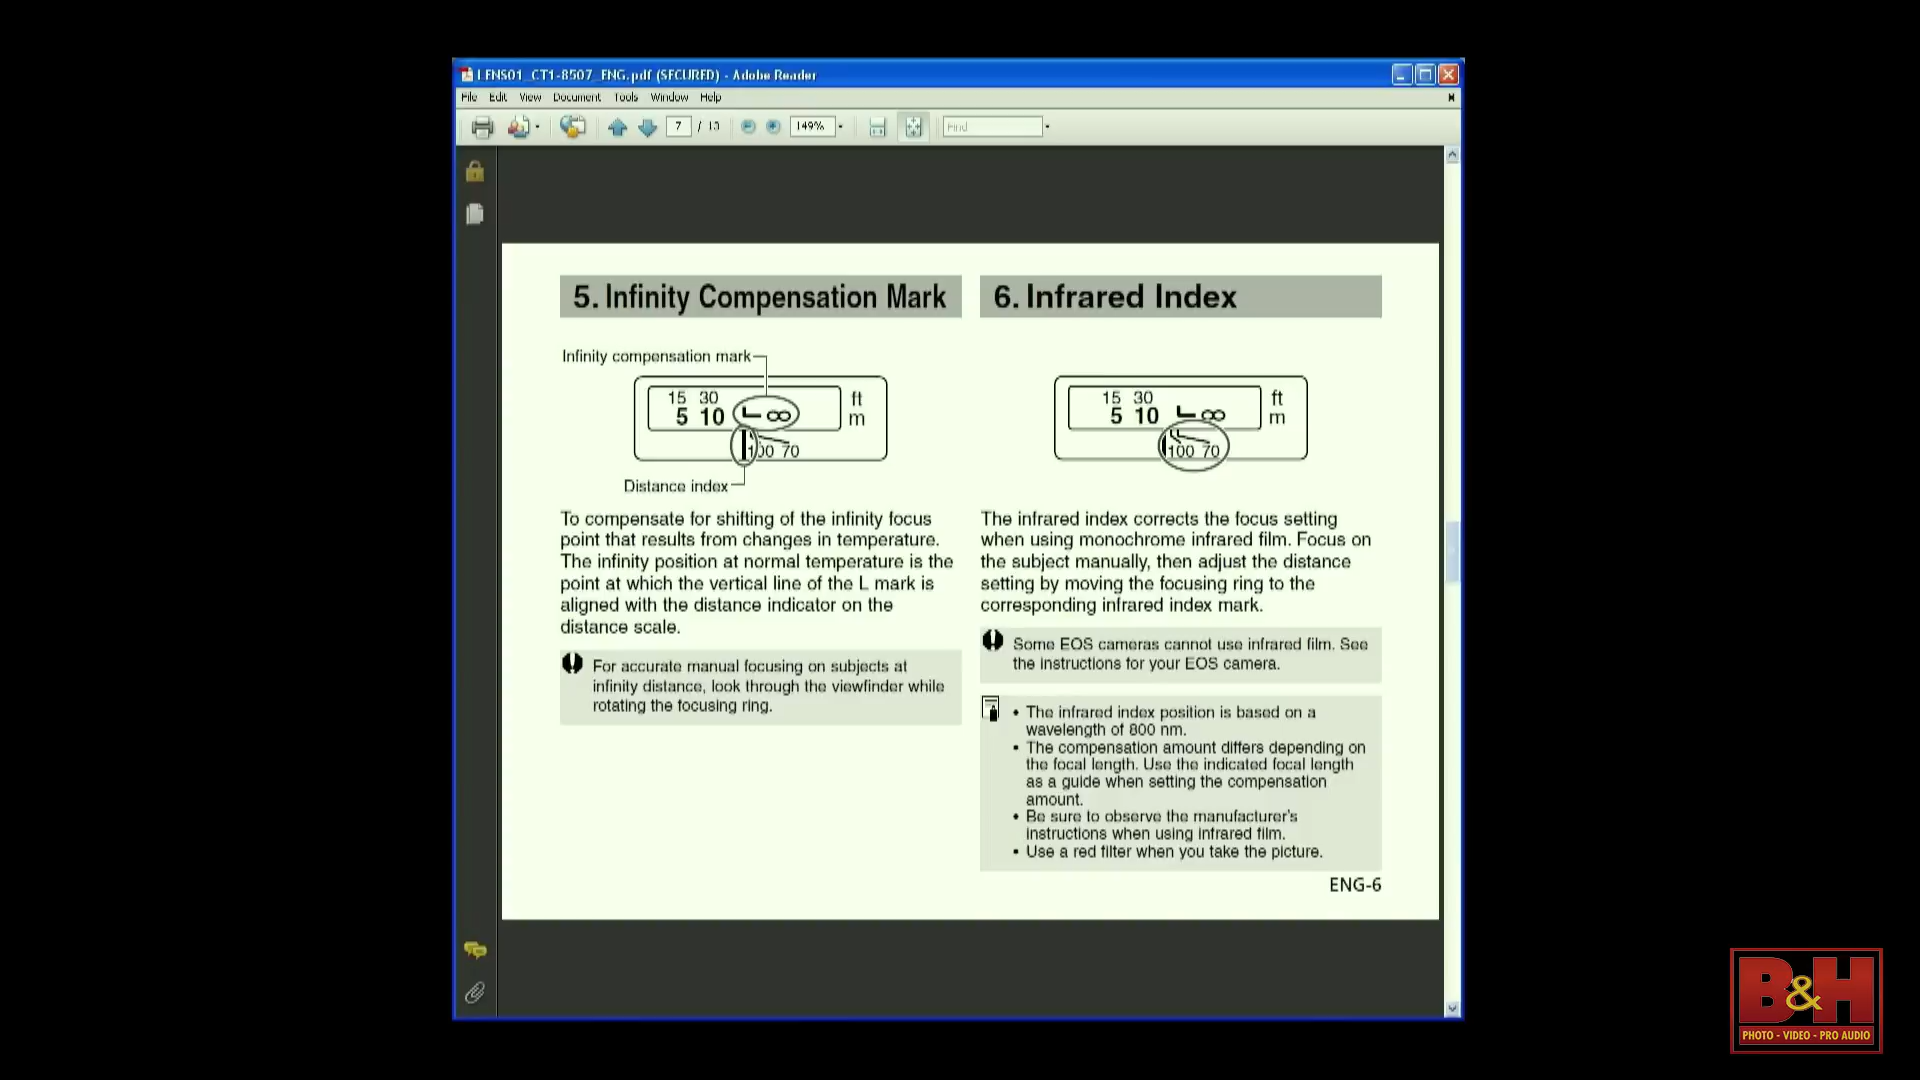 LENS01_CT1-8507_ENG.pdf (SECURED) - Adobe Reader
File Edit View Document Tools Window Help
7 / 13 149% Find
5. Infinity Compensation Mark
Infinity compensation mark
15 30 ft
5 10 L ∞ m
100 70
Distance index
To compensate for shifting of the infinity focus
point that results from changes in temperature.
The infinity position at normal temperature is the
point at which the vertical line of the L mark is
aligned with the distance indicator on the
distance scale.
For accurate manual focusing on subjects at
infinity distance, look through the viewfinder while
rotating the focusing ring.
6. Infrared Index
15 30 ft
5 10 L ∞ m
100 70
The infrared index corrects the focus setting
when using monochrome infrared film. Focus on
the subject manually, then adjust the distance
setting by moving the focusing ring to the
corresponding infrared index mark.
Some EOS cameras cannot use infrared film. See
the instructions for your EOS camera.
• The infrared index position is based on a
wavelength of 800 nm.
• The compensation amount differs depending on
the focal length. Use the indicated focal length
as a guide when setting the compensation
amount.
• Be sure to observe the manufacturer's
instructions when using infrared film.
• Use a red filter when you take the picture.
ENG-6
B&H
PHOTO - VIDEO - PRO AUDIO